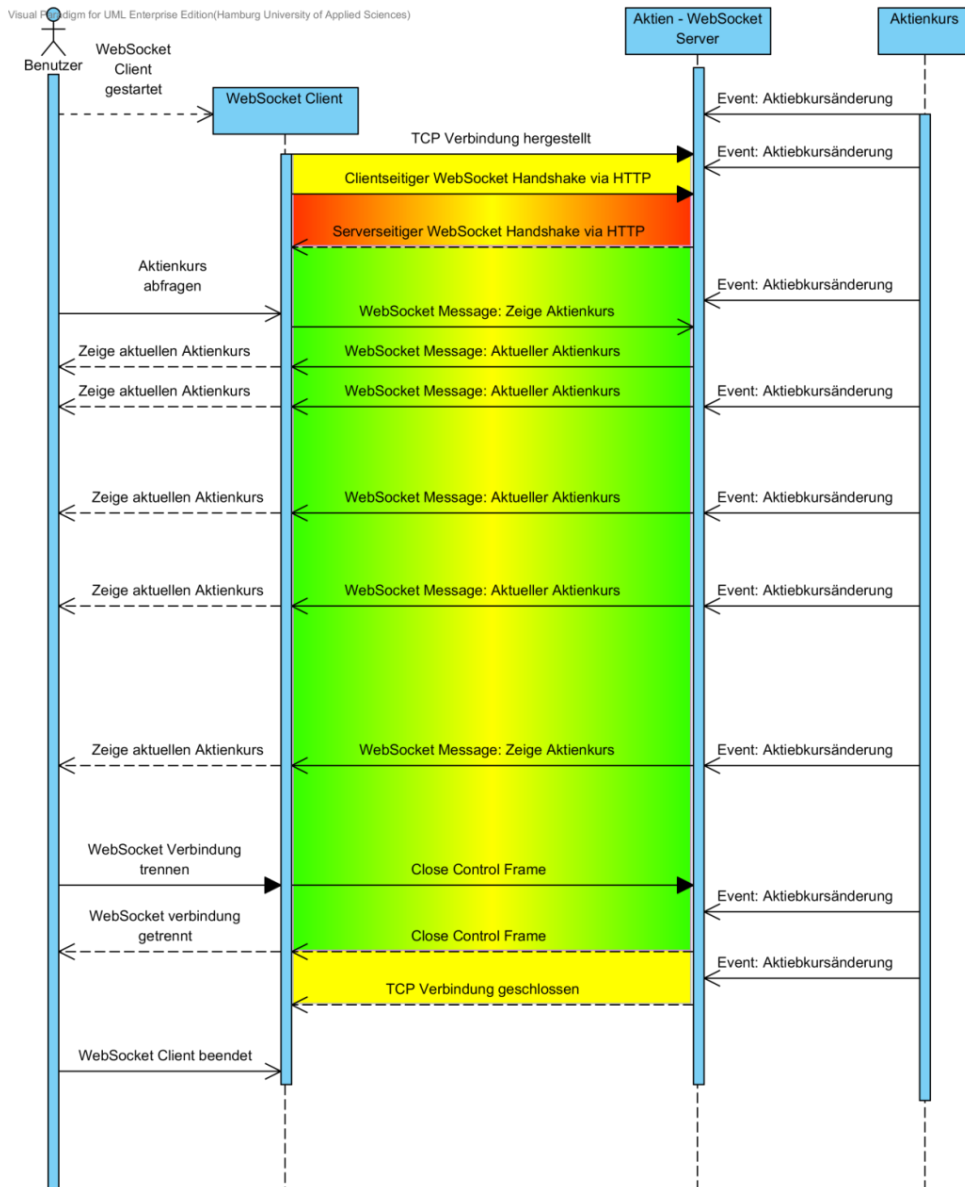 Visual Paradigm for UML Enterprise Edition(Hamburg University of Applied Sciences)
Aktien - WebSocket
Server
Aktienkurs
Benutzer
WebSocket
Client
gestartet
WebSocket Client
Event: Aktiebkursänderung
TCP Verbindung hergestellt
Event: Aktiebkursänderung
Clientseitiger WebSocket Handshake via HTTP
Serverseitiger WebSocket Handshake via HTTP
Aktienkurs
abfragen
Event: Aktiebkursänderung
WebSocket Message: Zeige Aktienkurs
Zeige aktuellen Aktienkurs
WebSocket Message: Aktueller Aktienkurs
Zeige aktuellen Aktienkurs
WebSocket Message: Aktueller Aktienkurs
Event: Aktiebkursänderung
Zeige aktuellen Aktienkurs
WebSocket Message: Aktueller Aktienkurs
Event: Aktiebkursänderung
Zeige aktuellen Aktienkurs
WebSocket Message: Aktueller Aktienkurs
Event: Aktiebkursänderung
Zeige aktuellen Aktienkurs
WebSocket Message: Zeige Aktienkurs
Event: Aktiebkursänderung
WebSocket Verbindung
trennen
Close Control Frame
Event: Aktiebkursänderung
WebSocket verbindung
getrennt
Close Control Frame
Event: Aktiebkursänderung
TCP Verbindung geschlossen
WebSocket Client beendet